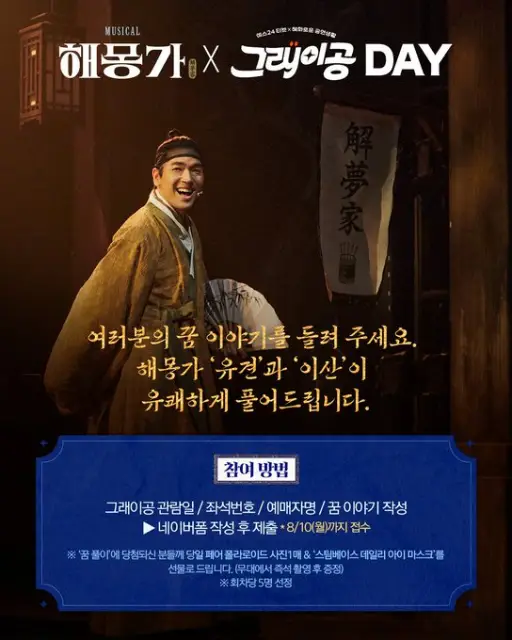 MUSICAL
예스24 티켓 × 혜화로운 공연생활
해몽가 × 그래이공 DAY
解夢家
여러분의 꿈 이야기를 들려 주세요.
해몽가 ‘유견’과 ‘이산’이
유쾌하게 풀어드립니다.
참여 방법
그래이공 관람일 / 좌석번호 / 예매자명 / 꿈 이야기 작성
▶ 네이버폼 작성 후 제출 * 8/10(월)까지 접수
※ ‘꿈 풀이’에 당첨되신 분들께 당일 페어 폴라로이드 사진1매 & ‘스팀베이스 데일리 아이 마스크’를
선물로 드립니다. (무대에서 즉석 촬영 후 증정)
※ 회차당 5명 선정